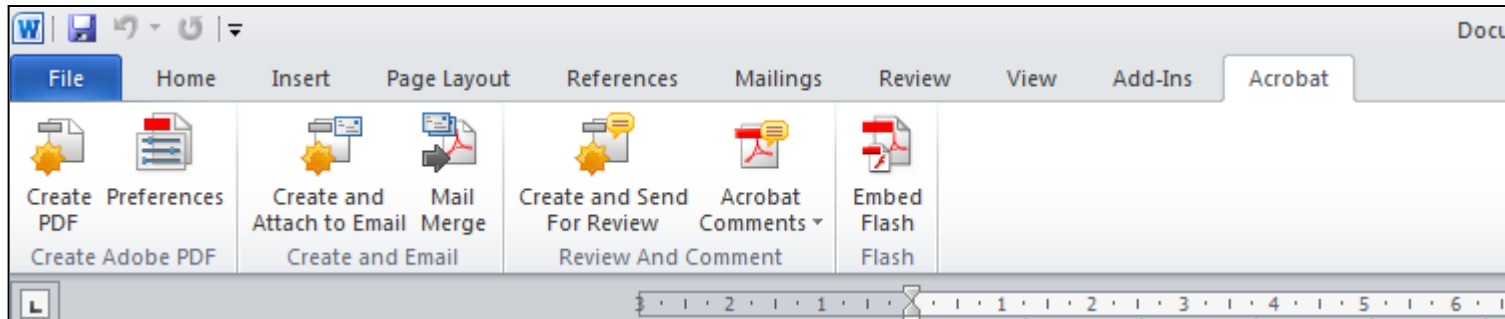 W Docu
File Home Insert Page Layout References Mailings Review View Add-Ins Acrobat
Create PDF Preferences Create and Attach to Email Mail Merge Create and Send For Review Acrobat Comments Embed Flash
Create Adobe PDF Create and Email Review And Comment Flash
L 3 2 1 1 2 3 4 5 6